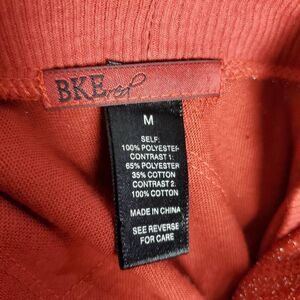 BKE red
M
SELF:
100% POLYESTER
CONTRAST 1:
65% POLYESTER
35% COTTON
CONTRAST 2:
100% COTTON
MADE IN CHINA
SEE REVERSE
FOR CARE